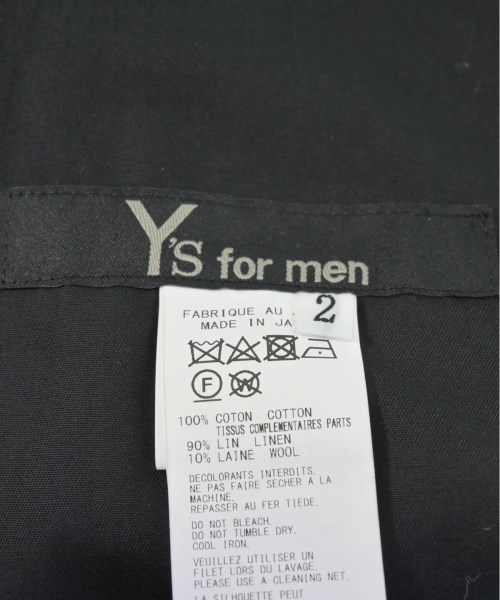 Y's for men
2
FABRIQUE AU
MADE IN
F
W
100% COTON COTTON
TISSUS COMPLEMENTAIRES PARTS
90% LIN LINEN
10% LAINE WOOL
DECOLORANTS INTERDITS.
NE PAS FAIRE SECHER A LA
MACHINE.
REPASSER AU FER TIEDE.
DO NOT BLEACH.
DO NOT TUMBLE DRY.
COOL IRON.
VEUILLEZ UTILISER UN
FILET LORS DU LAVAGE.
PLEASE USE A CLEANING NET.
LA SILHOUETTE PEUT